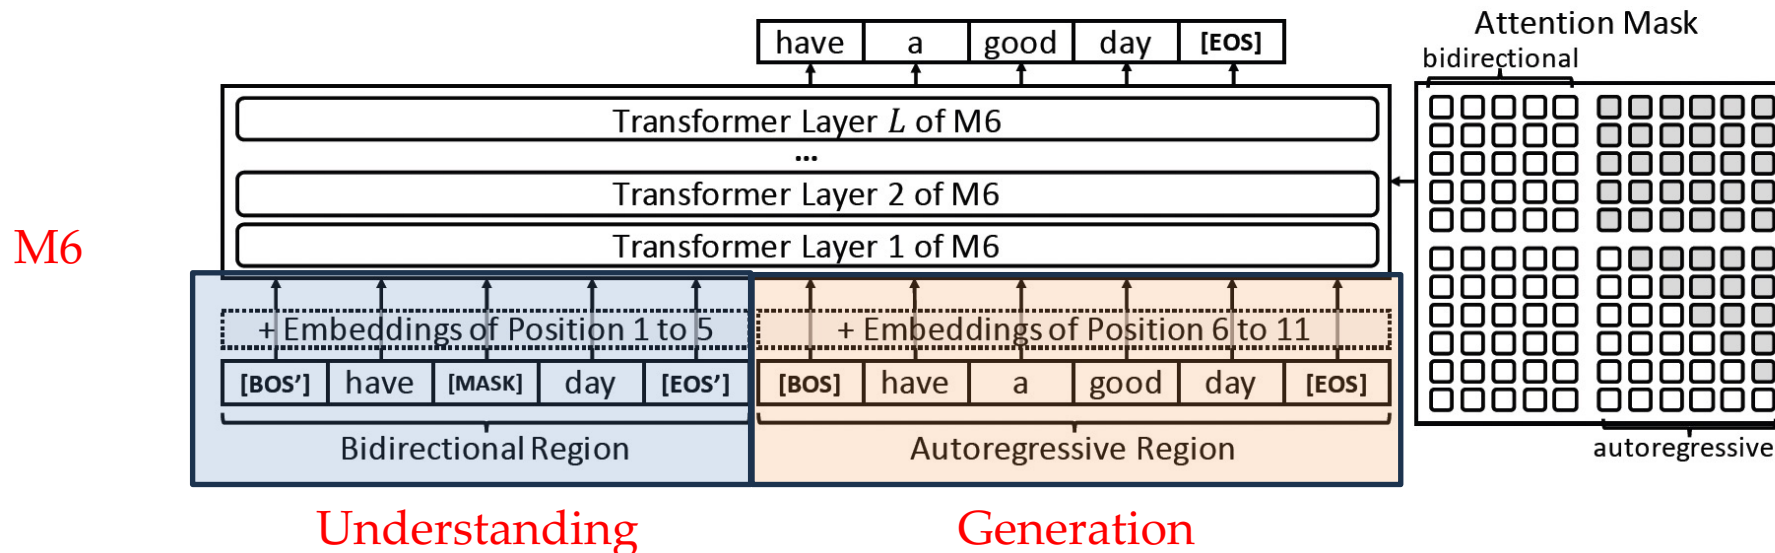 Attention Mask
have a good day [EOS]
bidirectional
Transformer Layer L of M6
...
Transformer Layer 2 of M6
M6
Transformer Layer 1 of M6
+ Embeddings of Position 1 to 5
+ Embeddings of Position 6 to 11
[BOS'] have [MASK] day [EOS']
[BOS] have a good day [EOS]
Bidirectional Region
Autoregressive Region
autoregressive
Understanding
Generation